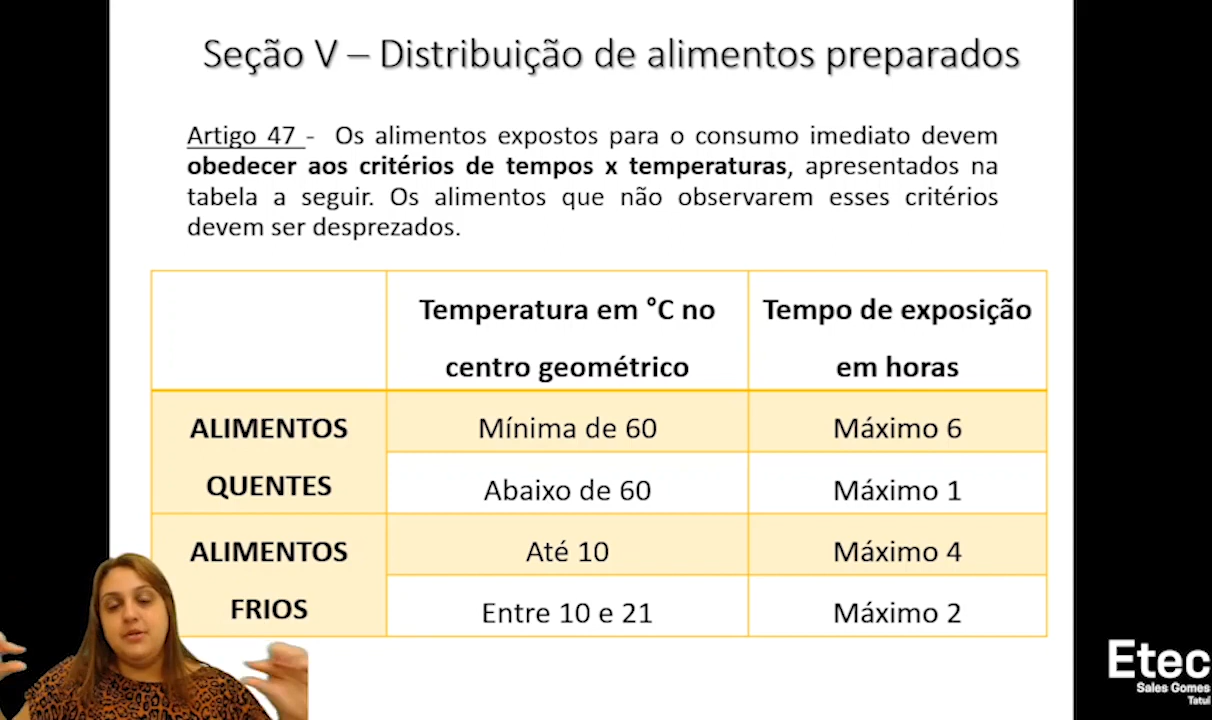 Seção V – Distribuição de alimentos preparados
Artigo 47 - Os alimentos expostos para o consumo imediato devem
obedecer aos critérios de tempos x temperaturas, apresentados na
tabela a seguir. Os alimentos que não observarem esses critérios
devem ser desprezados.
Temperatura em °C no
centro geométrico
Tempo de exposição
em horas
ALIMENTOS
QUENTES
Mínima de 60
Máximo 6
Abaixo de 60
Máximo 1
ALIMENTOS
FRIOS
Até 10
Máximo 4
Entre 10 e 21
Máximo 2
Etec
Sales Gomes
Tatuí